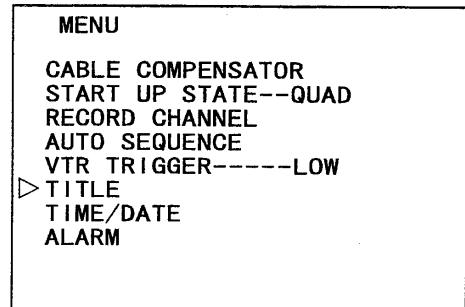 MENU
CABLE COMPENSATOR
START UP STATE--QUAD
RECORD CHANNEL
AUTO SEQUENCE
VTR TRIGGER-----LOW
▷TITLE
TIME/DATE
ALARM